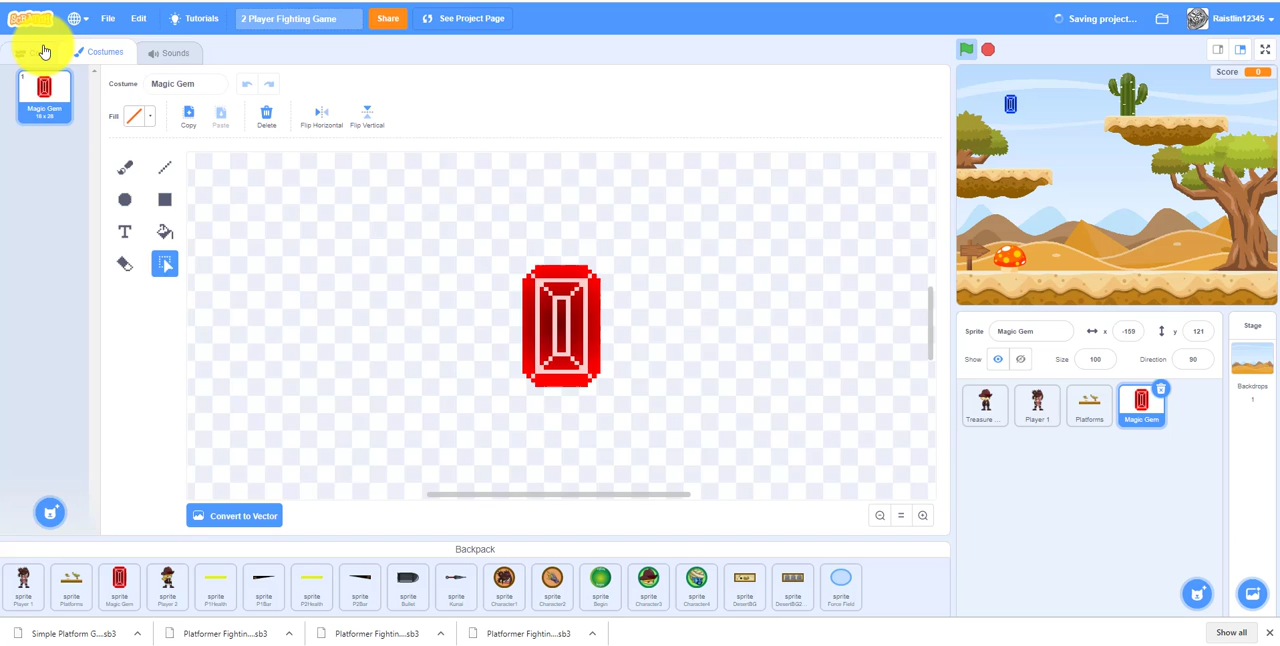 SCRATCH File Edit Tutorials 2 Player Fighting Game Share See Project Page Saving project... Raistlin12345
Costumes Sounds
Score 0
1
Magic Gem
18 x 28
Costume Magic Gem
Fill Copy Paste Delete Flip Horizontal Flip Vertical
T
Convert to Vector
Sprite Magic Gem x -159 y 121
Show Size 100 Direction 90
Stage
Backdrops
1
Treasure ... Player 1 Platforms Magic Gem
Backpack
sprite sprite sprite sprite sprite sprite sprite sprite sprite sprite sprite sprite sprite sprite sprite sprite sprite sprite
Player 1 Platforms Magic Gem Player 2 P1Health P1Bar P2Health P2Bar Bullet Kunai Character1 Character2 Begin Character3 Character4 DesertBG DesertBG2 ... Force Field
Simple Platform G....sb3 Platformer Fightin....sb3 Platformer Fightin....sb3 Platformer Fightin....sb3 Show all